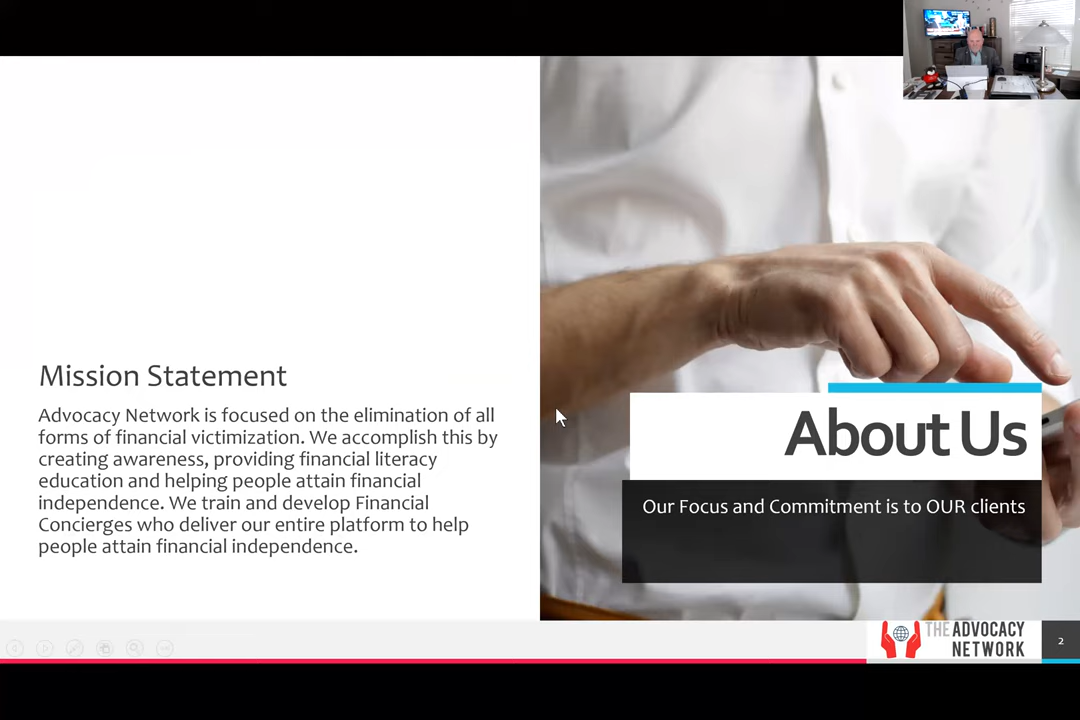 Mission Statement
Advocacy Network is focused on the elimination of all
forms of financial victimization. We accomplish this by
creating awareness, providing financial literacy
education and helping people attain financial
independence. We train and develop Financial
Concierges who deliver our entire platform to help
people attain financial independence.
About Us
Our Focus and Commitment is to OUR clients
THE ADVOCACY
NETWORK
2